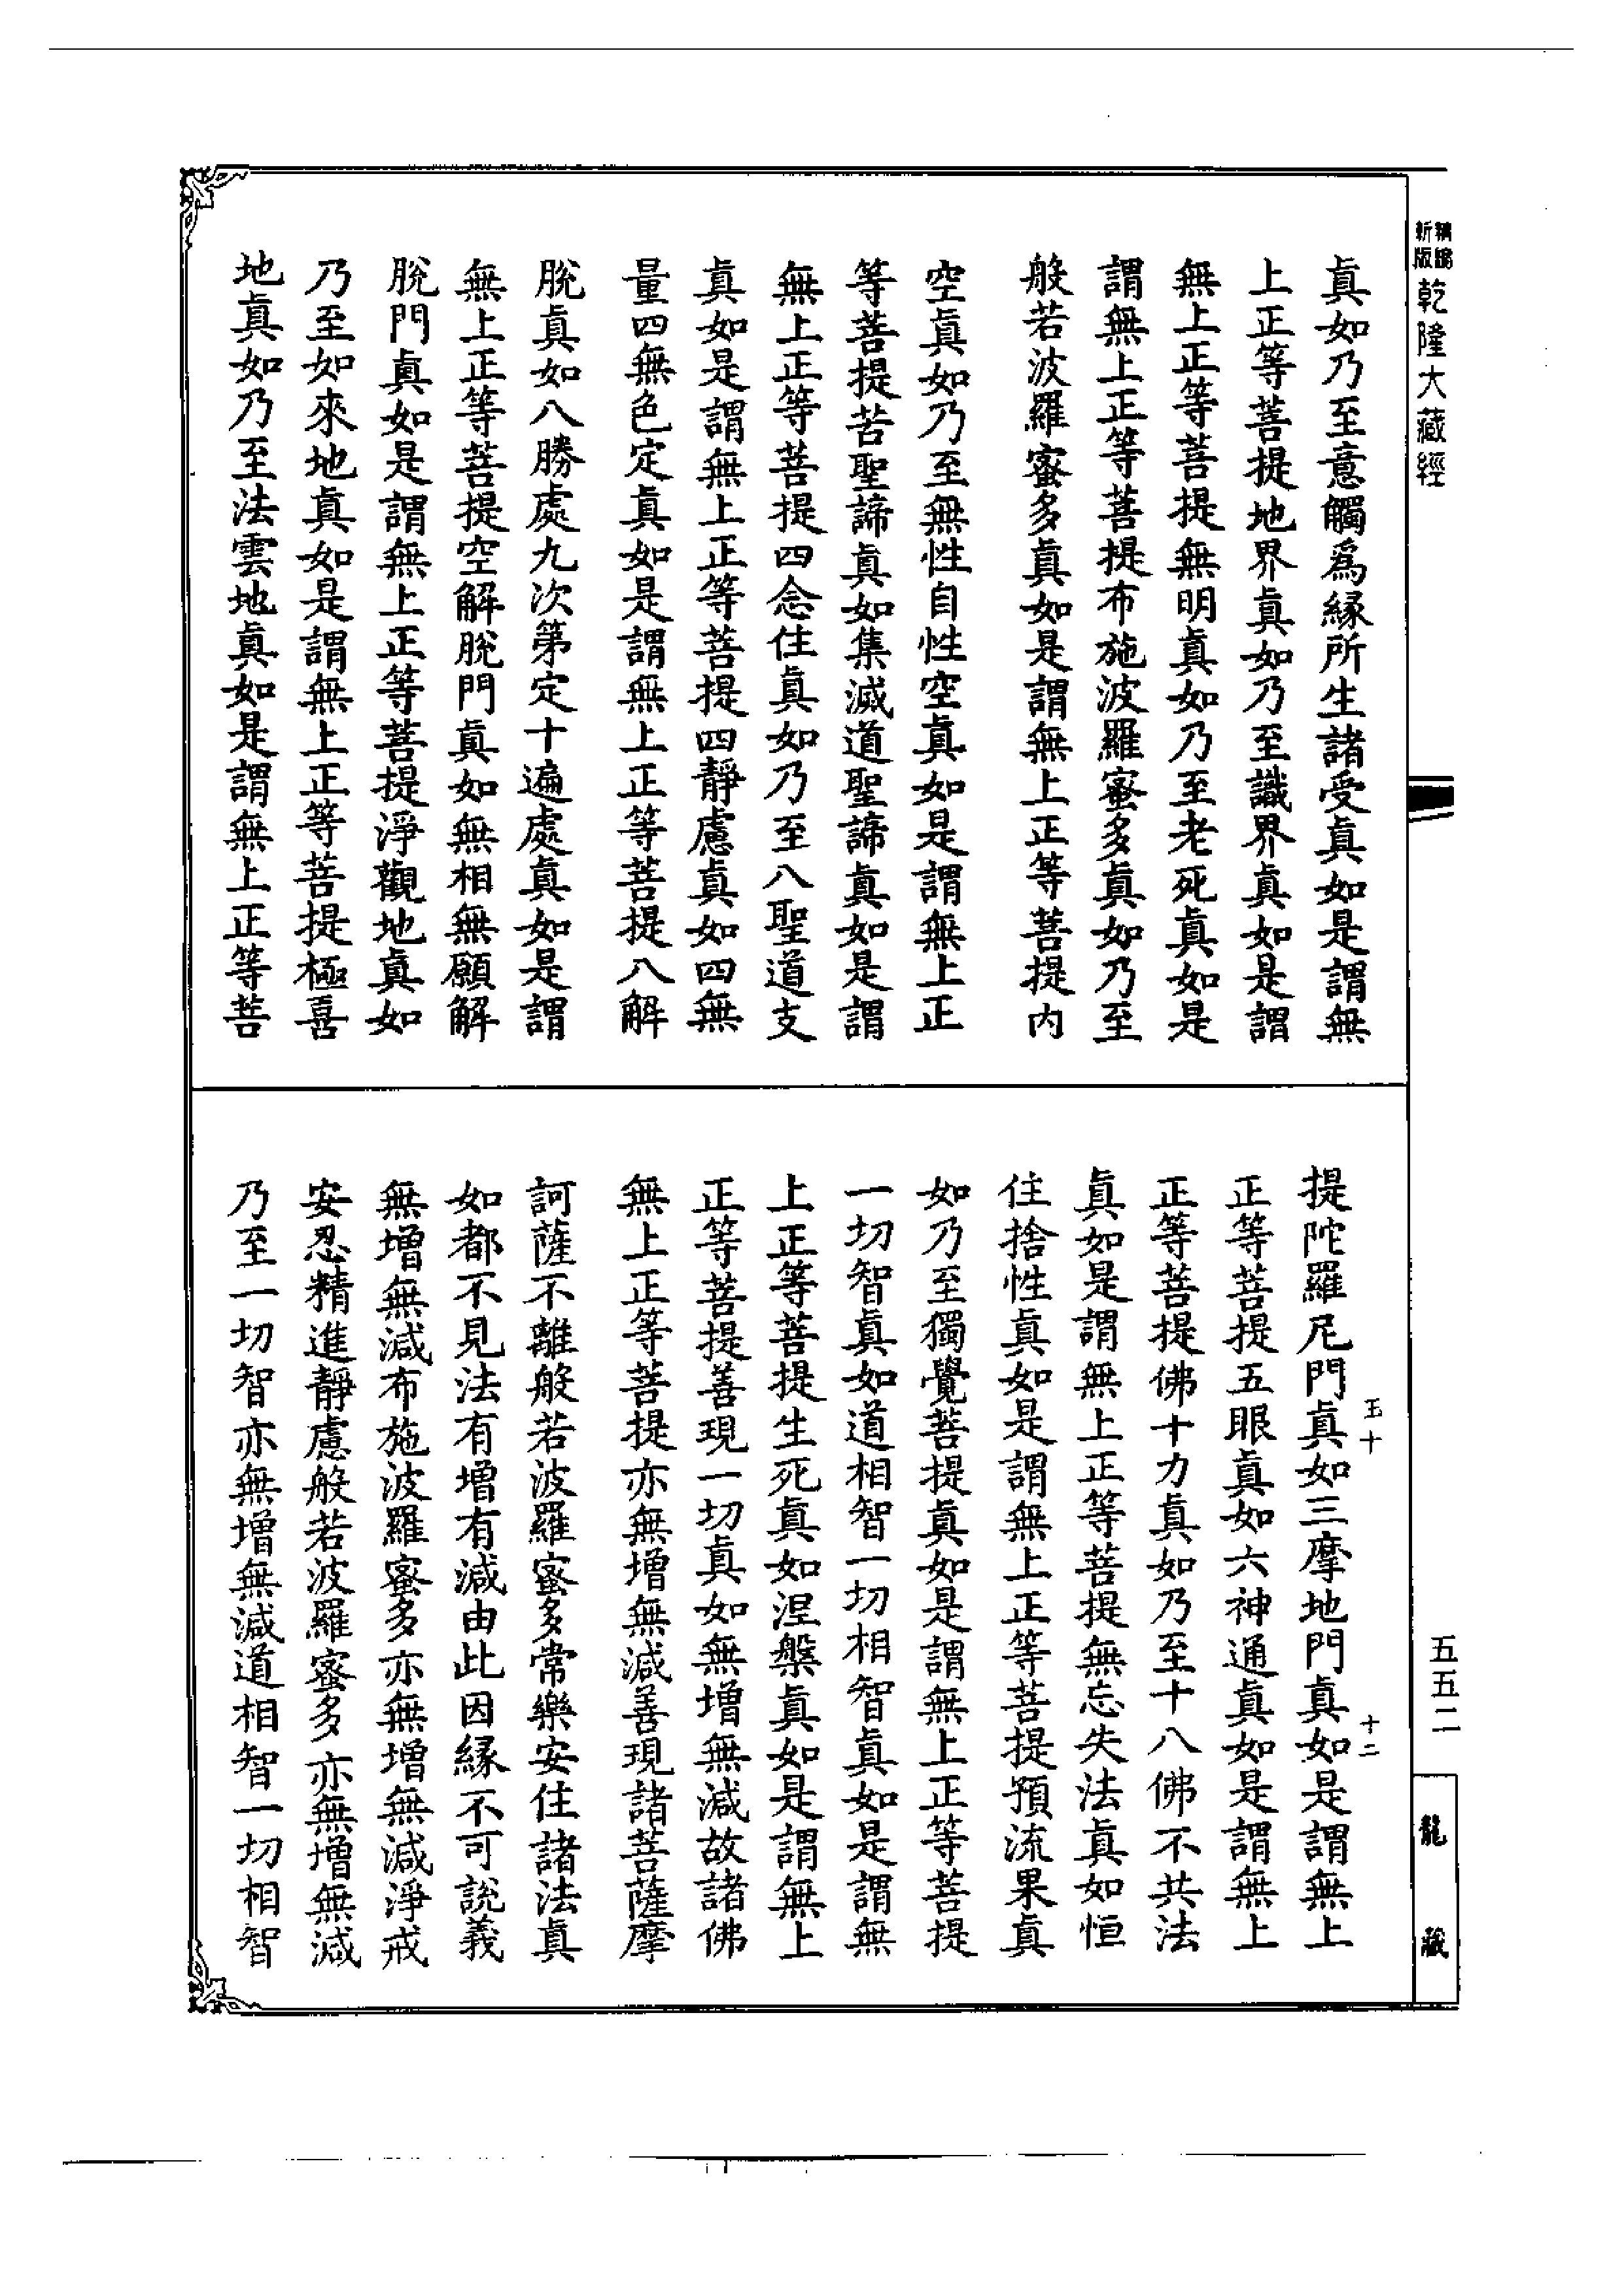 新版
精縮
乾隆大藏經
真如乃至意觸為緣所生諸受真如是謂無
上正等菩提地界真如乃至識界真如是謂
無上正等菩提無明真如乃至老死真如是
謂無上正等菩提布施波羅蜜多真如乃至
般若波羅蜜多真如是謂無上正等菩提內
空真如乃至無性自性空真如是謂無上正
等菩提苦聖諦真如集滅道聖諦真如是謂
無上正等菩提四念住真如乃至八聖道支
真如是謂無上正等菩提四靜慮真如四無
量四無色定真如是謂無上正等菩提八解
脫真如八勝處九次第定十遍處真如是謂
無上正等菩提空解脫門真如無相無願解
脫門真如是謂無上正等菩提淨觀地真如
乃至如來地真如是謂無上正等菩提極喜
地真如乃至法雲地真如是謂無上正等菩
提陀羅尼門真如三摩地門真如是謂無上
正等菩提五眼真如六神通真如是謂無上
正等菩提佛十力真如乃至十八佛不共法
真如是謂無上正等菩提無忘失法真如恒
住捨性真如是謂無上正等菩提預流果真
如乃至獨覺菩提真如是謂無上正等菩提
一切智真如道相智一切相智真如是謂無
上正等菩提生死真如涅槃真如是謂無上
正等菩提善現一切真如無增無減故諸佛
無上正等菩提亦無增無減善現諸菩薩摩
訶薩不離般若波羅蜜多常樂安住諸法真
如都不見法有增有減由此因緣不可說義
無增無減布施波羅蜜多亦無增無減淨戒
安忍精進靜慮般若波羅蜜多亦無增無減
乃至一切智亦無增無減道相智一切相智
五十
十二
五五二
龍藏